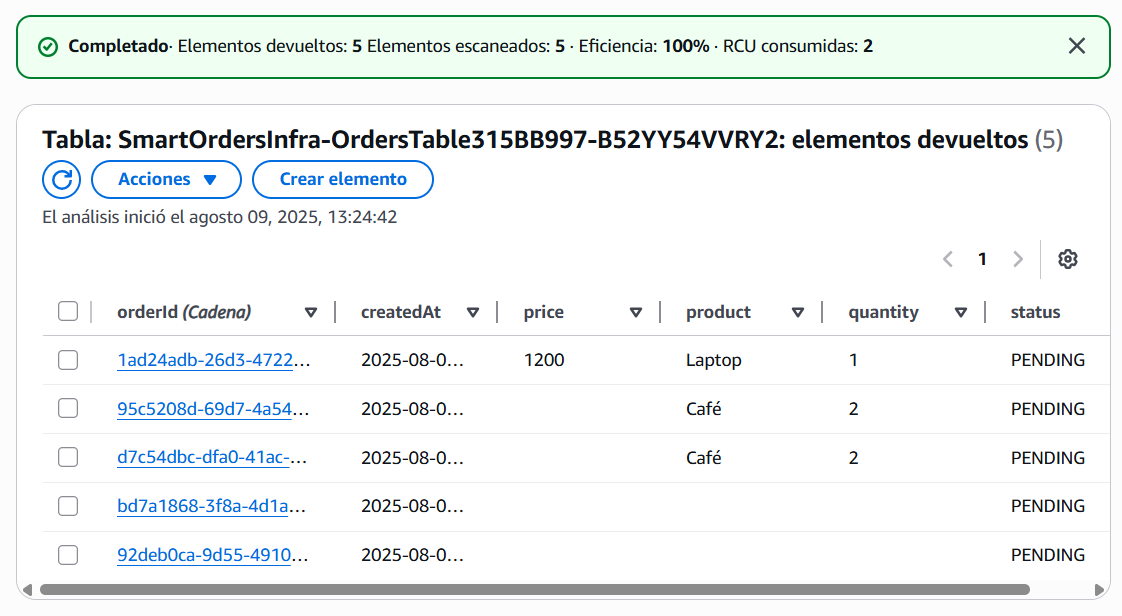 Completado· Elementos devueltos: 5 Elementos escaneados: 5 · Eficiencia: 100% · RCU consumidas: 2
Tabla: SmartOrdersInfra-OrdersTable315BB997-B52YY54VVRY2: elementos devueltos (5)
Acciones Crear elemento
El análisis inició el agosto 09, 2025, 13:24:42
1
orderId (Cadena) createdAt price product quantity status
1ad24adb-26d3-4722... 2025-08-0... 1200 Laptop 1 PENDING
95c5208d-69d7-4a54... 2025-08-0... Café 2 PENDING
d7c54dbc-dfa0-41ac-... 2025-08-0... Café 2 PENDING
bd7a1868-3f8a-4d1a... 2025-08-0... PENDING
92deb0ca-9d55-4910... 2025-08-0... PENDING